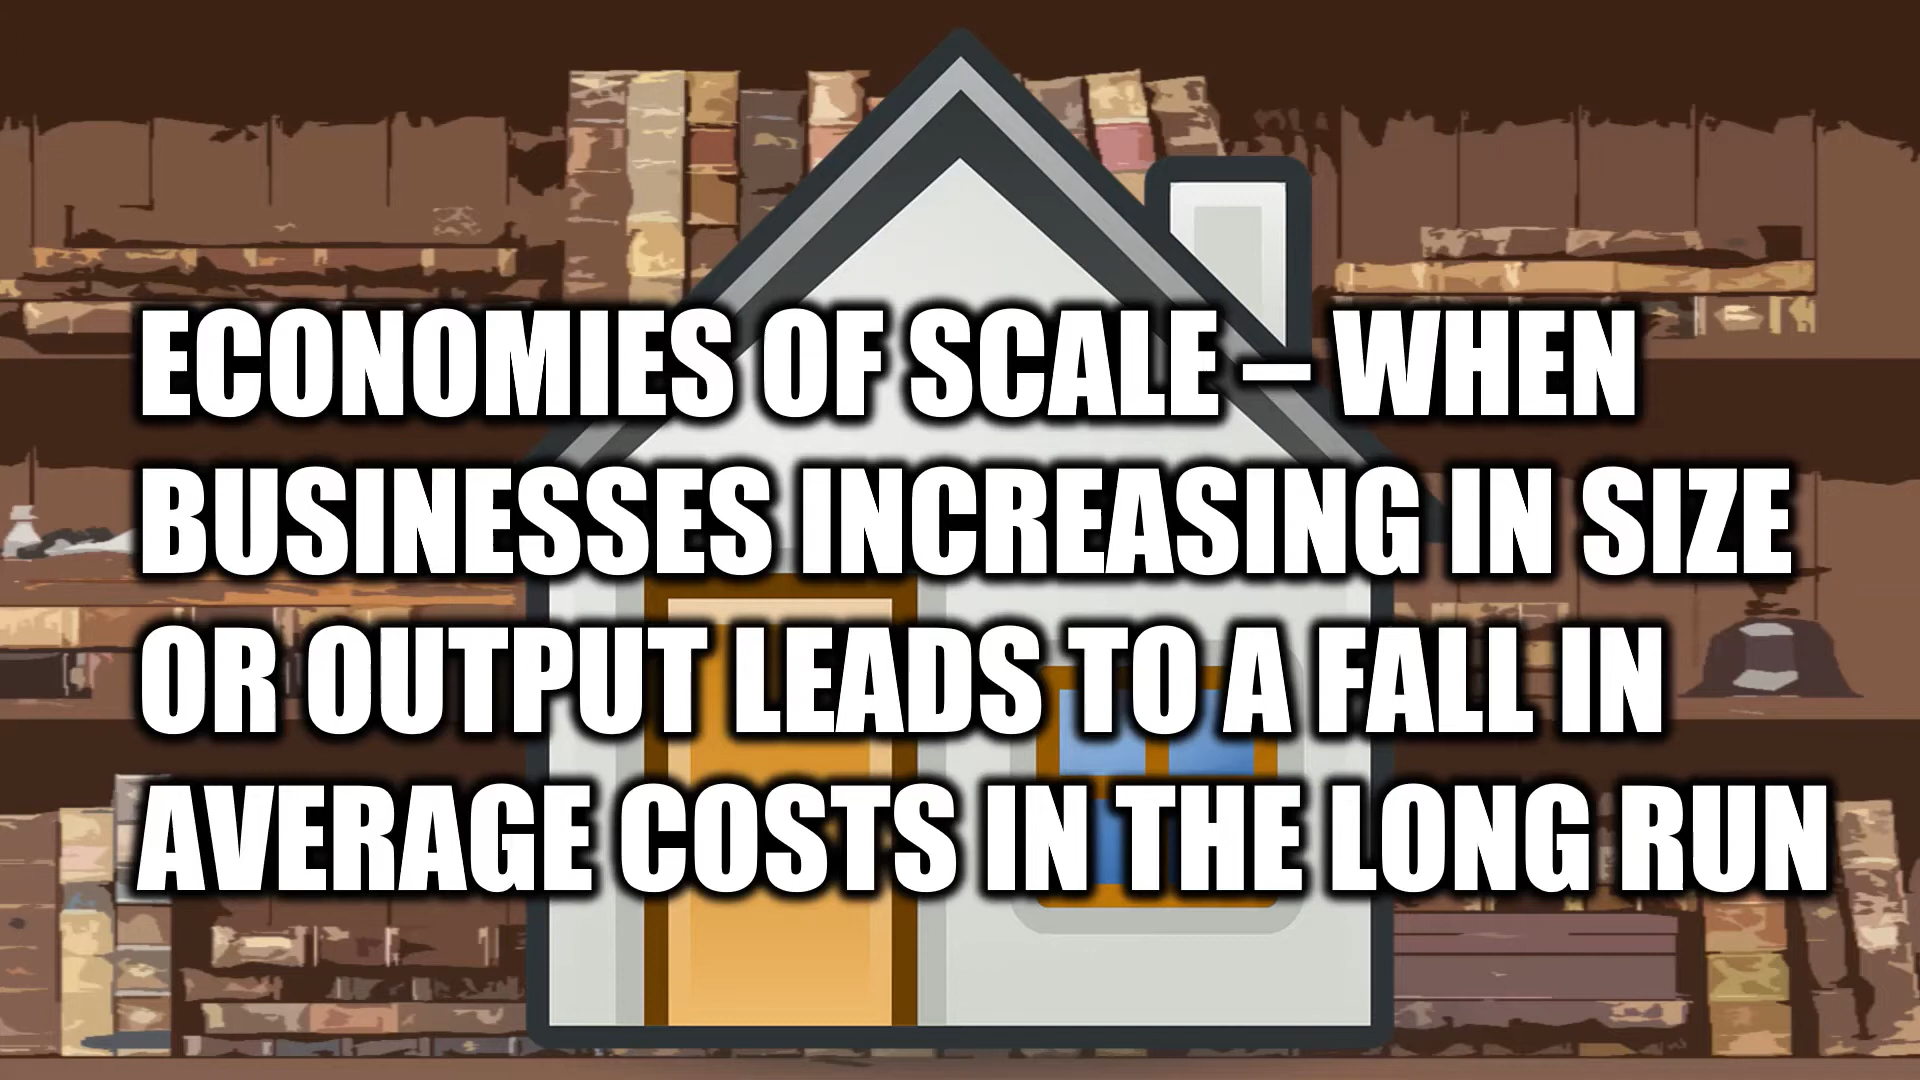 ECONOMIES OF SCALE – WHEN
BUSINESSES INCREASING IN SIZE
OR OUTPUT LEADS TO A FALL IN
AVERAGE COSTS IN THE LONG RUN